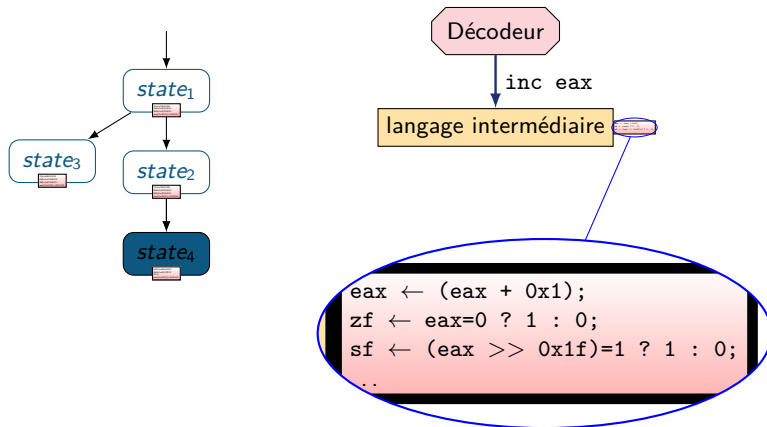 state1
state3
state2
state4
Décodeur
inc eax
langage intermédiaire
eax ← (eax + 0x1);
zf ← eax=0 ? 1 : 0;
sf ← (eax >> 0x1f)=1 ? 1 : 0;
..